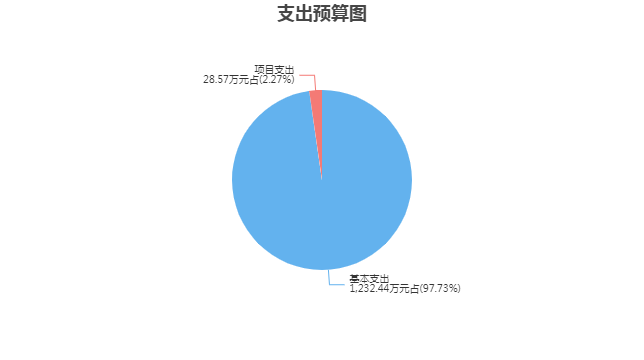 支出预算图
项目支出
28.57万元占(2.27%)
基本支出
1,232.44万元占(97.73%)